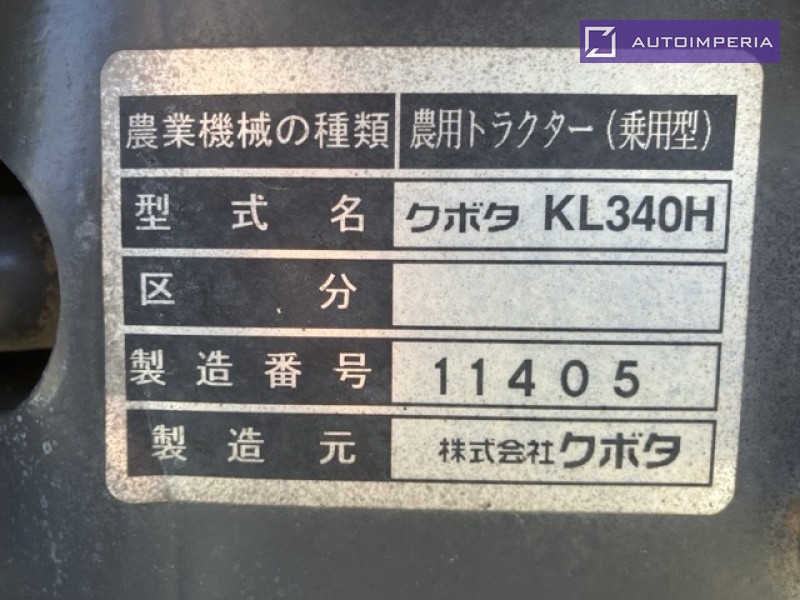 AUTOIMPERIA
農業機械の種類 農用トラクター(乗用型)
型式名 クボタ KL340H
区分
製造番号 11405
製造元 株式会社クボタ